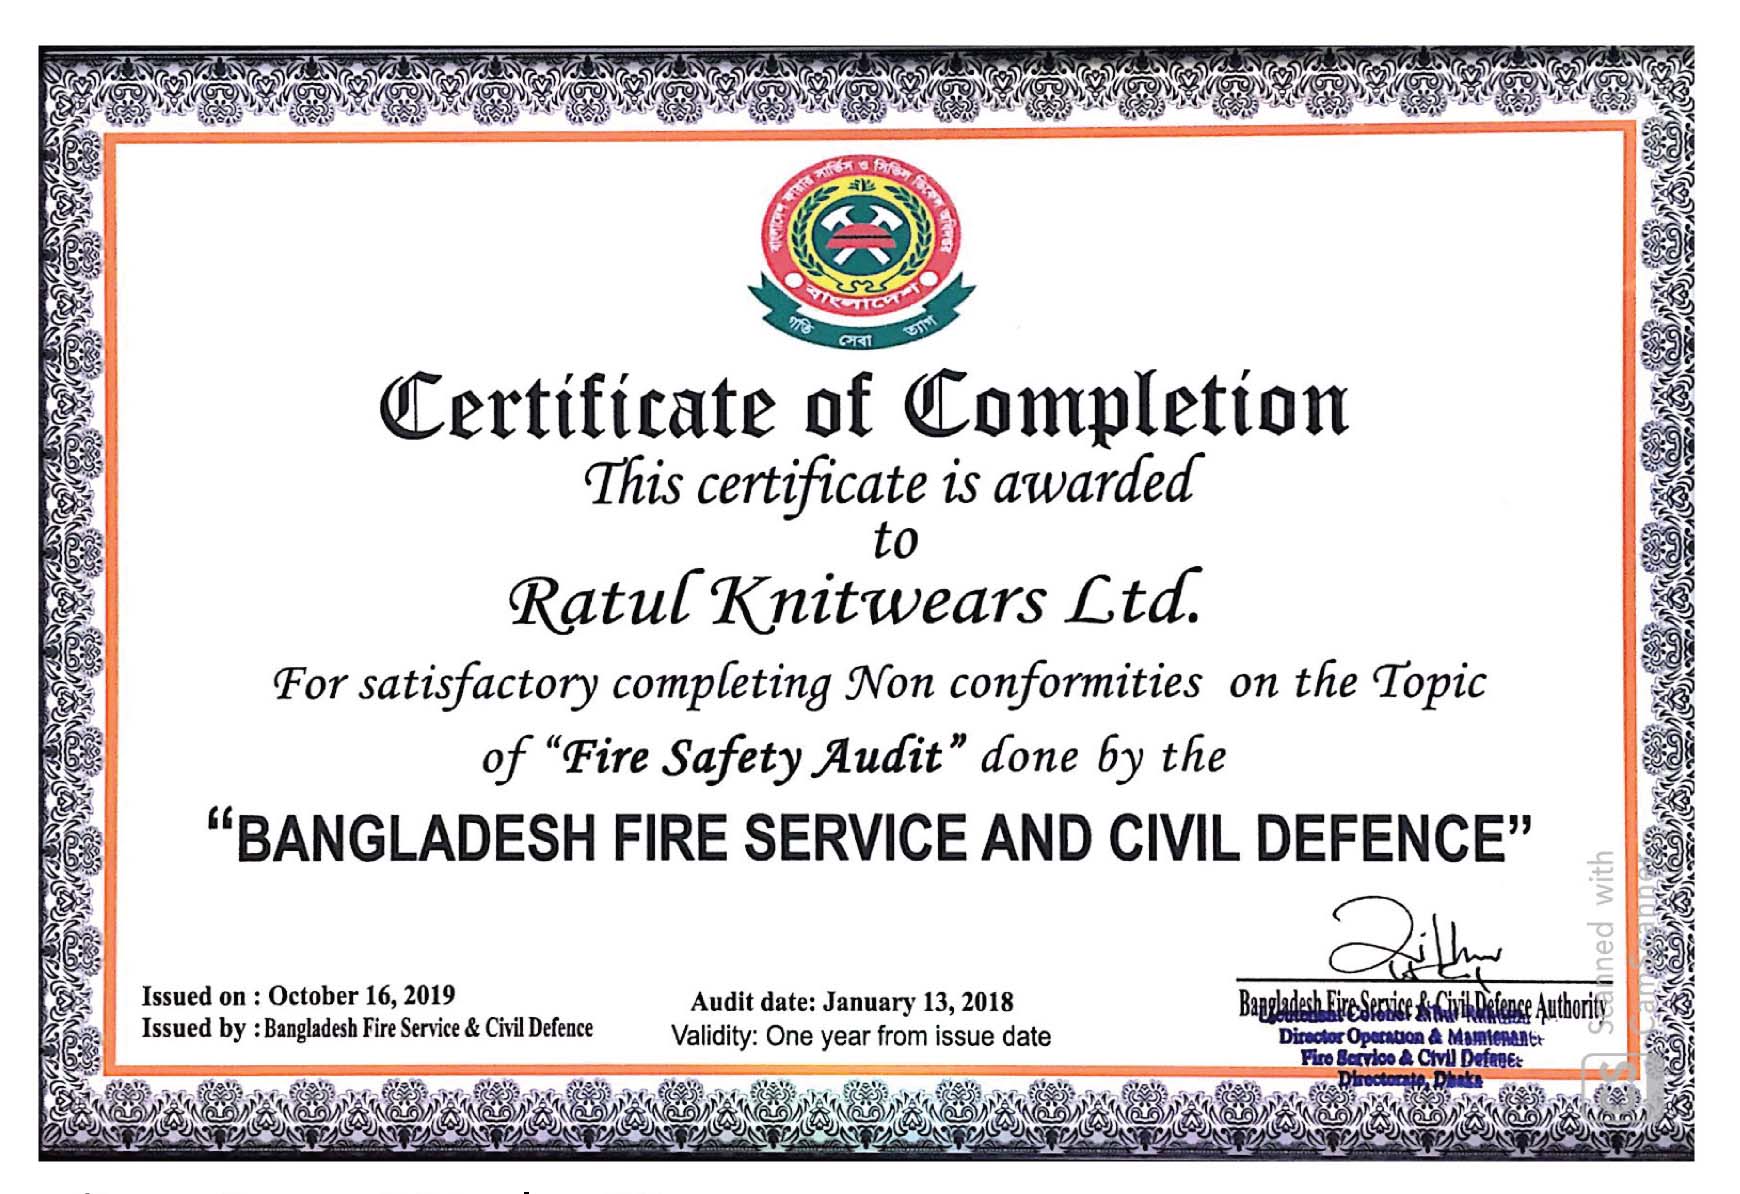 বাংলাদেশ ফায়ার সার্ভিস ও সিভিল ডিফেন্স অধিদপ্তর
বাংলাদেশ
গতি সেবা ত্যাগ
Certificate of Completion
This certificate is awarded
to
Ratul Knitwears Ltd.
For satisfactory completing Non conformities on the Topic
of “Fire Safety Audit” done by the
“BANGLADESH FIRE SERVICE AND CIVIL DEFENCE”
Issued on : October 16, 2019
Issued by : Bangladesh Fire Service & Civil Defence
Audit date: January 13, 2018
Validity: One year from issue date
Bangladesh Fire Service & Civil Defence Authority
Director Operation & Maintenanc
Fire Service & Civil Defence
Directorate, Dhaka
CS Scanned with
CamScanner